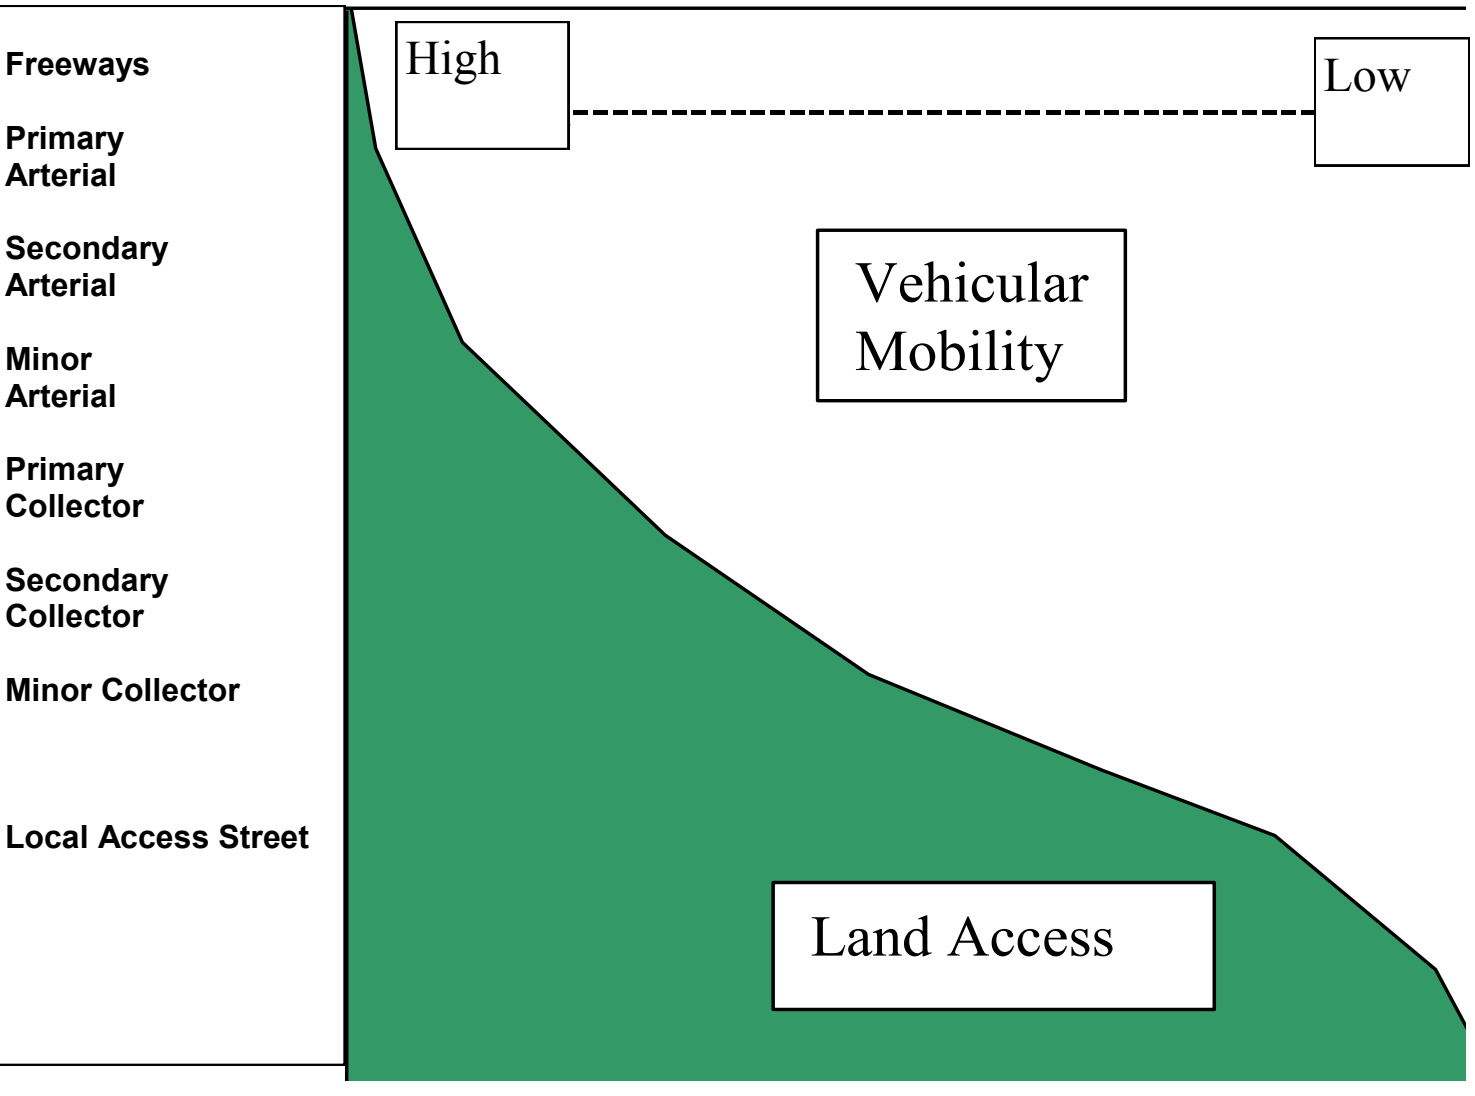 Freeways
Primary
Arterial
Secondary
Arterial
Minor
Arterial
Primary
Collector
Secondary
Collector
Minor Collector
Local Access Street
High
Low
Vehicular
Mobility
Land Access